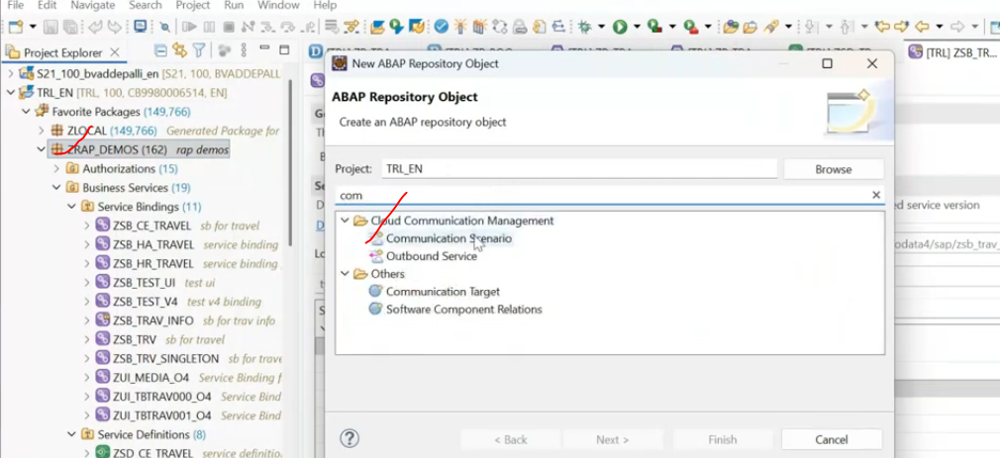 File Edit Navigate Search Project Run Window Help
Project Explorer
S21_100_bvaddepalli_en [S21, 100, BVADDEPALL
TRL_EN [TRL, 100, CB9980006514, EN]
Favorite Packages (149,766)
ZLOCAL (149,766) Generated Package for
ZRAP_DEMOS (162) rap demos
Authorizations (15)
Business Services (19)
Service Bindings (11)
ZSB_CE_TRAVEL sb for travel
ZSB_HA_TRAVEL service binding
ZSB_HR_TRAVEL service binding
ZSB_TEST_UI test ui
ZSB_TEST_V4 test v4 binding
ZSB_TRAV_INFO sb for trav info
ZSB_TRV sb for travel
ZSB_TRV_SINGLETON sb for trave
ZUI_MEDIA_O4 Service Binding f
ZUI_TBTRAV000_O4 Service Bind
ZUI_TBTRAV001_O4 Service Bind
Service Definitions (8)
ZSD_CE_TRAVEL service definitio
[TRL] ZSB_TR...
New ABAP Repository Object
ABAP Repository Object
Create an ABAP repository object
Project: TRL_EN Browse
com
Cloud Communication Management
Communication Scenario
Outbound Service
Others
Communication Target
Software Component Relations
< Back Next > Finish Cancel
ed service version
odata4/sap/zsb_trav_